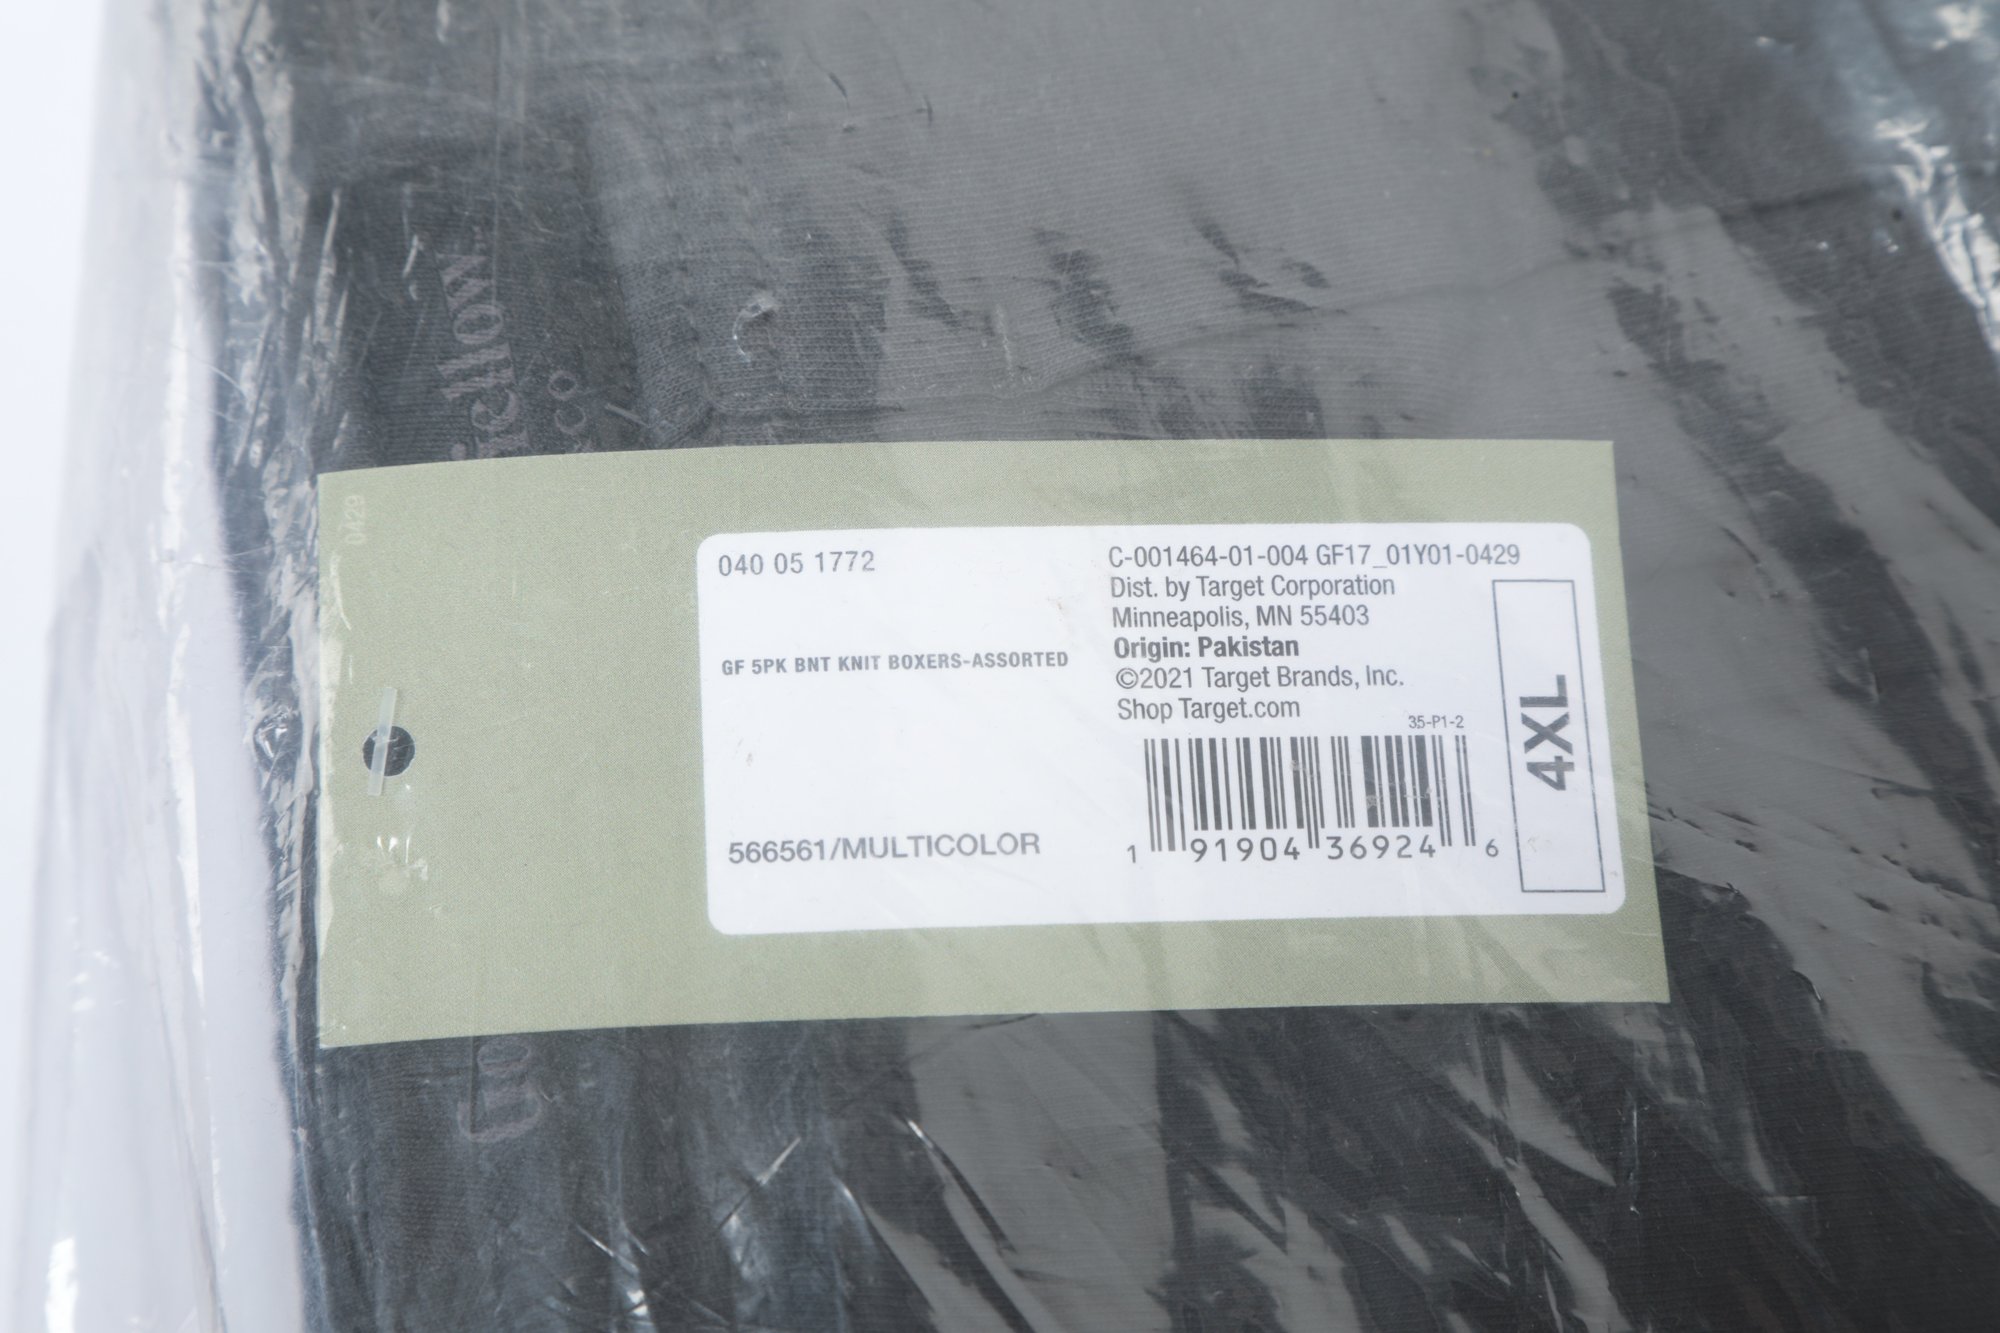 0429
040 05 1772
GF 5PK BNT KNIT BOXERS-ASSORTED
566561/MULTICOLOR
C-001464-01-004 GF17_01Y01-0429
Dist. by Target Corporation
Minneapolis, MN 55403
Origin: Pakistan
©2021 Target Brands, Inc.
Shop Target.com
35-P1-2
1 91904 36924 6
4XL